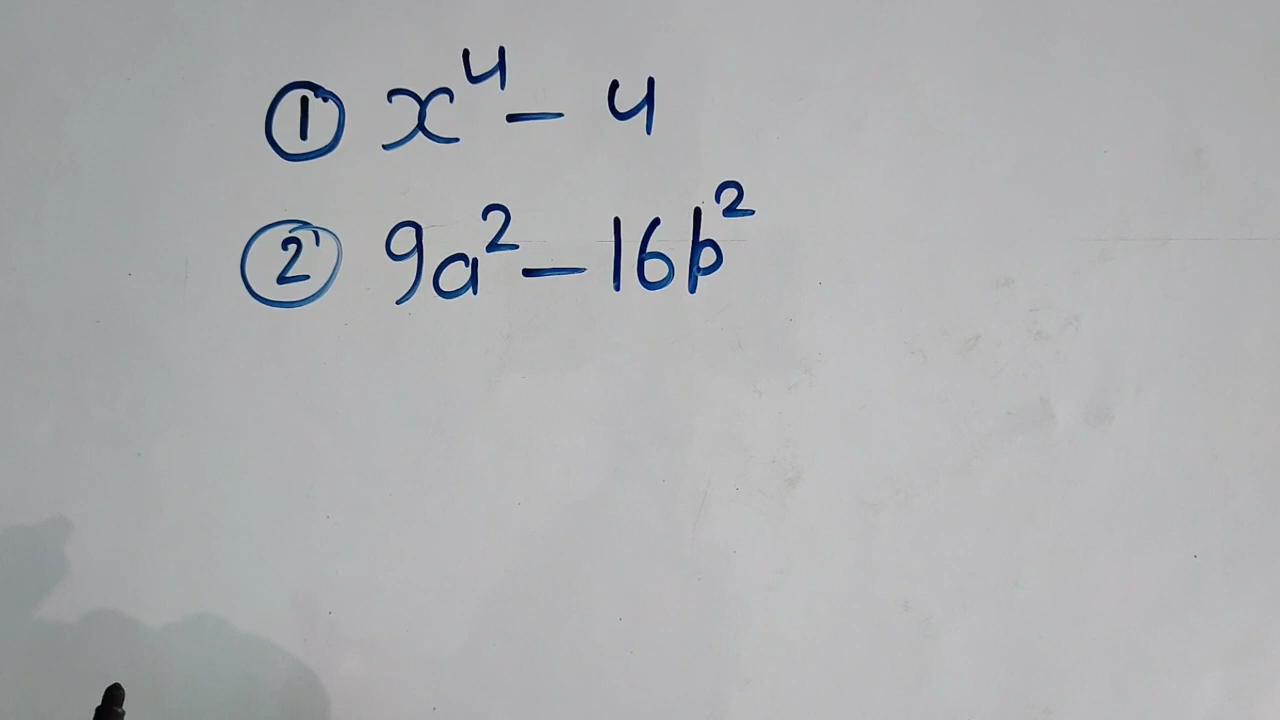 ① x⁴ - 4
② 9a² - 16b²